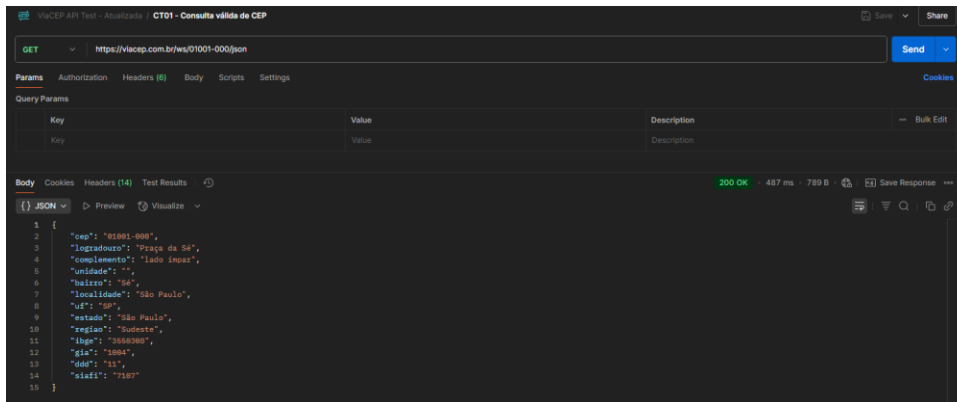 ViaCEP API Test - Atualizada / CT01 - Consulta válida de CEP Save Share
GET https://viacep.com.br/ws/01001-000/json Send
Params Authorization Headers (6) Body Scripts Settings Cookies
Query Params
Key Value Description Bulk Edit
Key Value Description
Body Cookies Headers (14) Test Results 200 OK 487 ms 789 B Save Response
{} JSON Preview Visualize
1 {
2 "cep": "01001-000",
3 "logradouro": "Praça da Sé",
4 "complemento": "lado ímpar",
5 "unidade": "",
6 "bairro": "Sé",
7 "localidade": "São Paulo",
8 "uf": "SP",
9 "estado": "São Paulo",
10 "regiao": "Sudeste",
11 "ibge": "3550308",
12 "gia": "1004",
13 "ddd": "11",
14 "siafi": "7107"
15 }